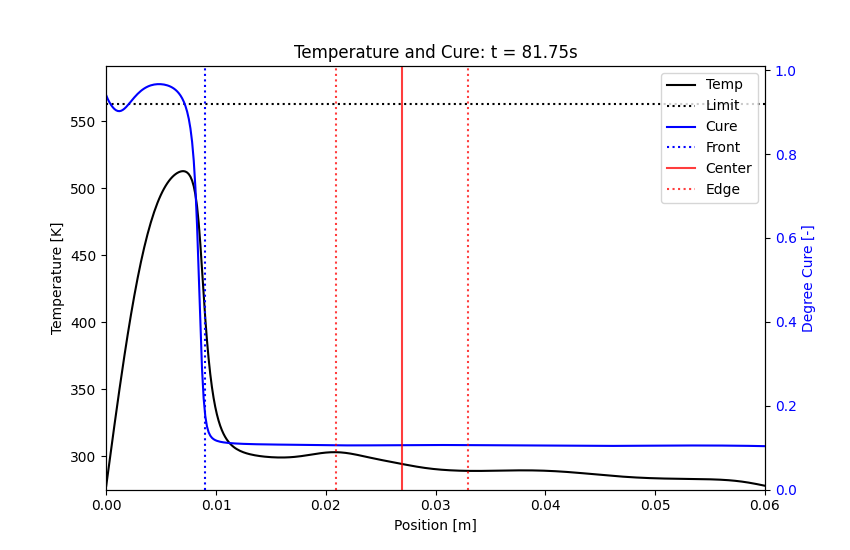 Temperature and Cure: t = 81.75s
Temperature [K]
550
500
450
400
350
300
Temp
Limit
Cure
Front
Center
Edge
1.0
0.8
0.6
0.4
0.2
0.0
Degree Cure [-]
0.00
0.01
0.02
0.03
0.04
0.05
0.06
Position [m]